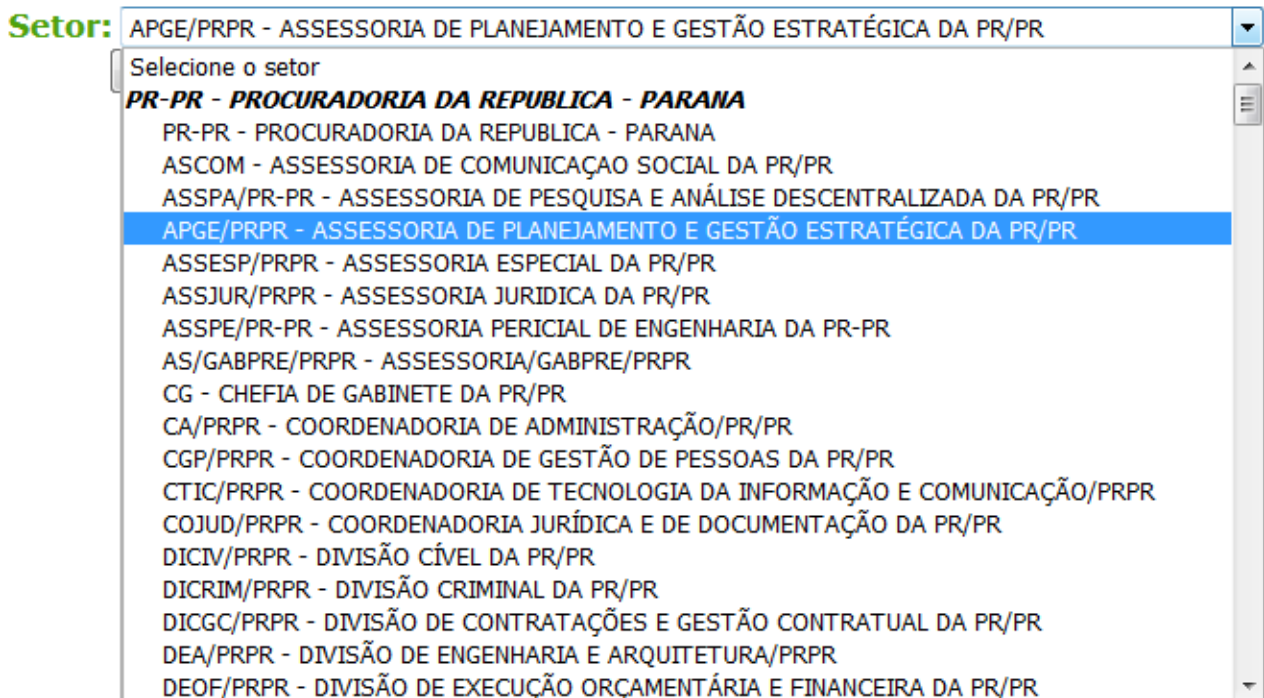 Setor: APGE/PRPR - ASSESSORIA DE PLANEJAMENTO E GESTÃO ESTRATÉGICA DA PR/PR
Selecione o setor
PR-PR - PROCURADORIA DA REPUBLICA - PARANA
PR-PR - PROCURADORIA DA REPUBLICA - PARANA
ASCOM - ASSESSORIA DE COMUNICAÇAO SOCIAL DA PR/PR
ASSPA/PR-PR - ASSESSORIA DE PESQUISA E ANÁLISE DESCENTRALIZADA DA PR/PR
APGE/PRPR - ASSESSORIA DE PLANEJAMENTO E GESTÃO ESTRATÉGICA DA PR/PR
ASSESP/PRPR - ASSESSORIA ESPECIAL DA PR/PR
ASSJUR/PRPR - ASSESSORIA JURIDICA DA PR/PR
ASSPE/PR-PR - ASSESSORIA PERICIAL DE ENGENHARIA DA PR-PR
AS/GABPRE/PRPR - ASSESSORIA/GABPRE/PRPR
CG - CHEFIA DE GABINETE DA PR/PR
CA/PRPR - COORDENADORIA DE ADMINISTRAÇÃO/PR/PR
CGP/PRPR - COORDENADORIA DE GESTÃO DE PESSOAS DA PR/PR
CTIC/PRPR - COORDENADORIA DE TECNOLOGIA DA INFORMAÇÃO E COMUNICAÇÃO/PRPR
COJUD/PRPR - COORDENADORIA JURÍDICA E DE DOCUMENTAÇÃO DA PR/PR
DICIV/PRPR - DIVISÃO CÍVEL DA PR/PR
DICRIM/PRPR - DIVISÃO CRIMINAL DA PR/PR
DICGC/PRPR - DIVISÃO DE CONTRATAÇÕES E GESTÃO CONTRATUAL DA PR/PR
DEA/PRPR - DIVISÃO DE ENGENHARIA E ARQUITETURA/PRPR
DEOF/PRPR - DIVISÃO DE EXECUÇÃO ORÇAMENTÁRIA E FINANCEIRA DA PR/PR